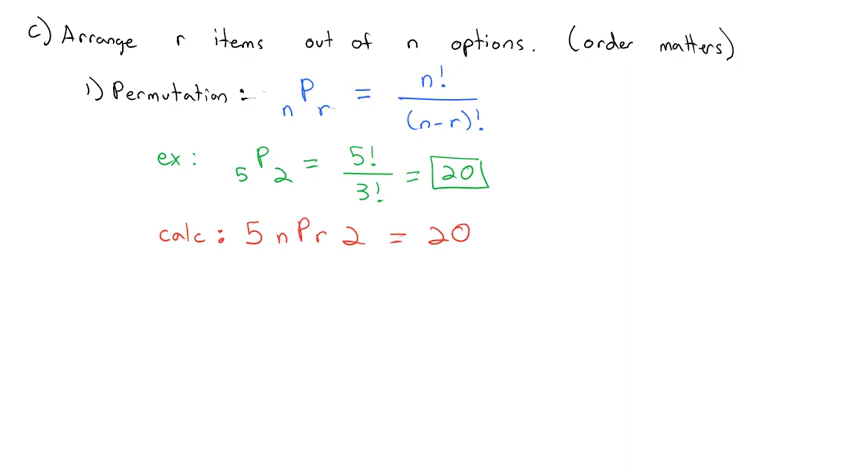 c) Arrange r items out of n options. (order matters)
i) Permutation: nPr = n!/(n-r)!
ex: 5P2 = 5!/3! = 20
calc: 5 nPr 2 = 20